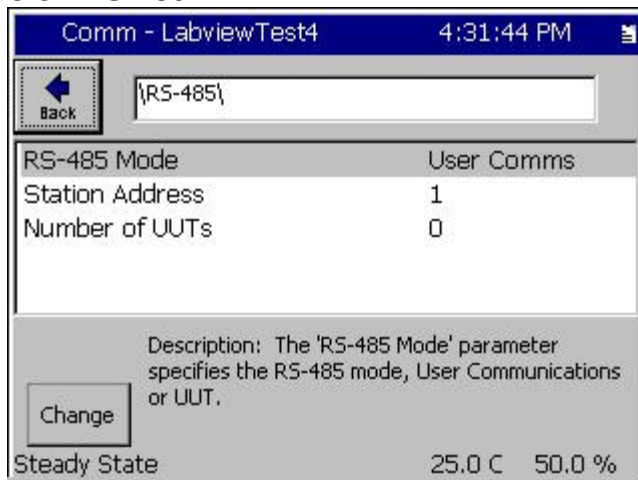 Comm - LabviewTest4 4:31:44 PM
Back
\RS-485\
RS-485 Mode User Comms
Station Address 1
Number of UUTs 0
Description: The 'RS-485 Mode' parameter
specifies the RS-485 mode, User Communications
or UUT.
Change
Steady State 25.0 C 50.0 %